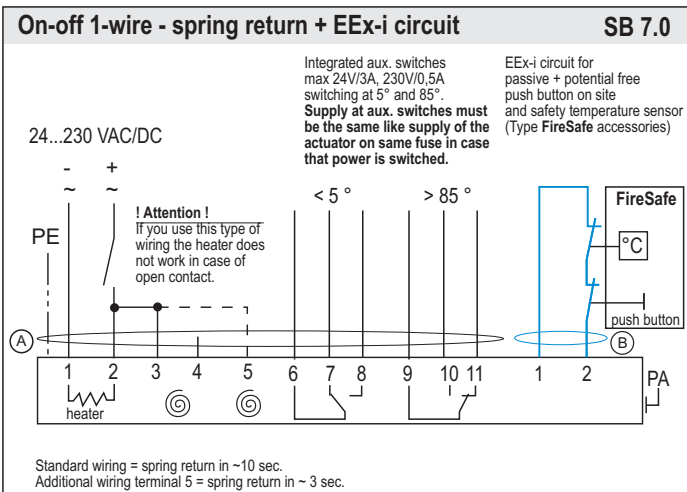 On-off 1-wire - spring return + EEx-i circuit
SB 7.0
Integrated aux. switches
max 24V/3A, 230V/0,5A
switching at 5° and 85°.
Supply at aux. switches must
be the same like supply of the
actuator on same fuse in case
that power is switched.
EEx-i circuit for
passive + potential free
push button on site
and safety temperature sensor
(Type FireSafe accessories)
24...230 VAC/DC
- +
~ ~
! Attention !
If you use this type of
wiring the heater does
not work in case of
open contact.
< 5 °
> 85 °
FireSafe
°C
push button
PE
A
B
1 2 3 4 5 6 7 8 9 10 11 1 2
PA
heater
Standard wiring = spring return in ~10 sec.
Additional wiring terminal 5 = spring return in ~ 3 sec.